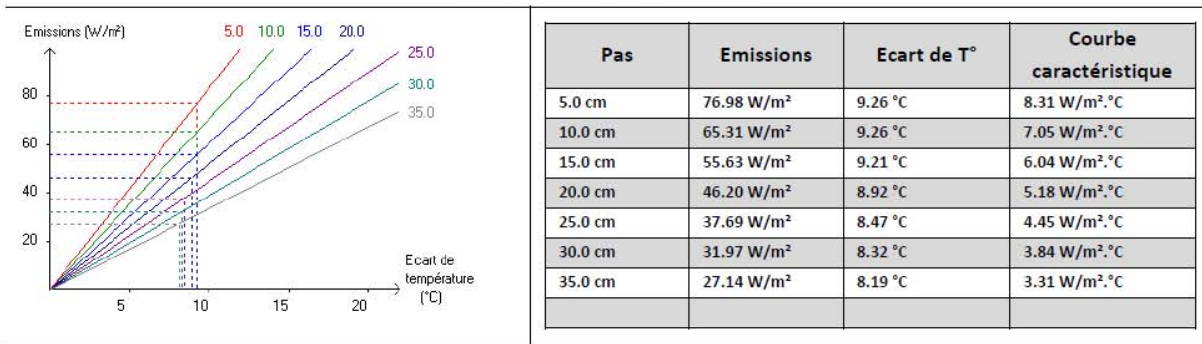 Emissions (W/m²)
5.0 10.0 15.0 20.0
25.0
30.0
35.0
80
60
40
20
5 10 15 20
Ecart de
température
(°C)
Pas Emissions Ecart de T° Courbe caractéristique
5.0 cm 76.98 W/m² 9.26 °C 8.31 W/m².°C
10.0 cm 65.31 W/m² 9.26 °C 7.05 W/m².°C
15.0 cm 55.63 W/m² 9.21 °C 6.04 W/m².°C
20.0 cm 46.20 W/m² 8.92 °C 5.18 W/m².°C
25.0 cm 37.69 W/m² 8.47 °C 4.45 W/m².°C
30.0 cm 31.97 W/m² 8.32 °C 3.84 W/m².°C
35.0 cm 27.14 W/m² 8.19 °C 3.31 W/m².°C